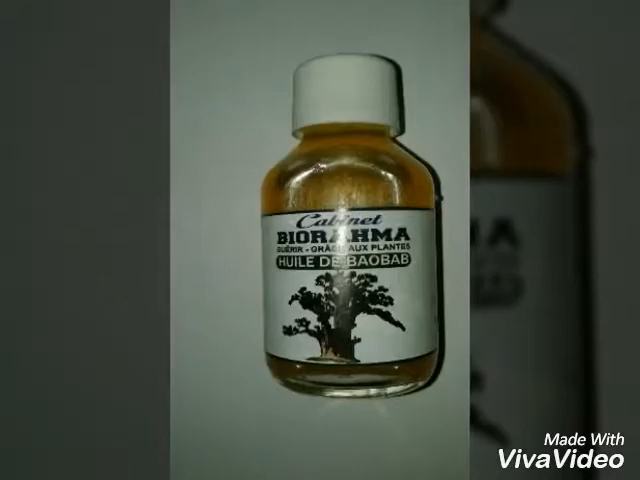 Cabinet
BIORAHMA
GUÉRIR - GRÂCE AUX PLANTES
HUILE DE BAOBAB
Made With
VivaVideo